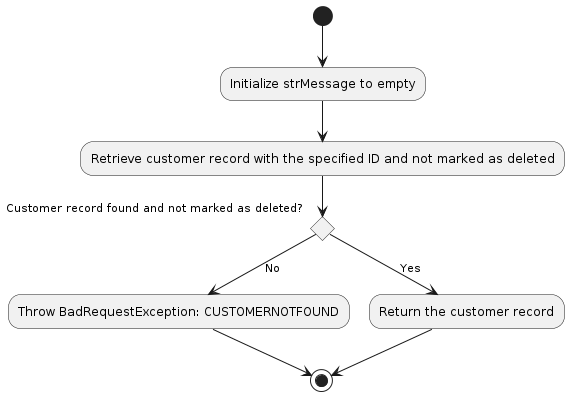 Initialize strMessage to empty
Retrieve customer record with the specified ID and not marked as deleted
Customer record found and not marked as deleted?
No
Yes
Throw BadRequestException: CUSTOMERNOTFOUND
Return the customer record